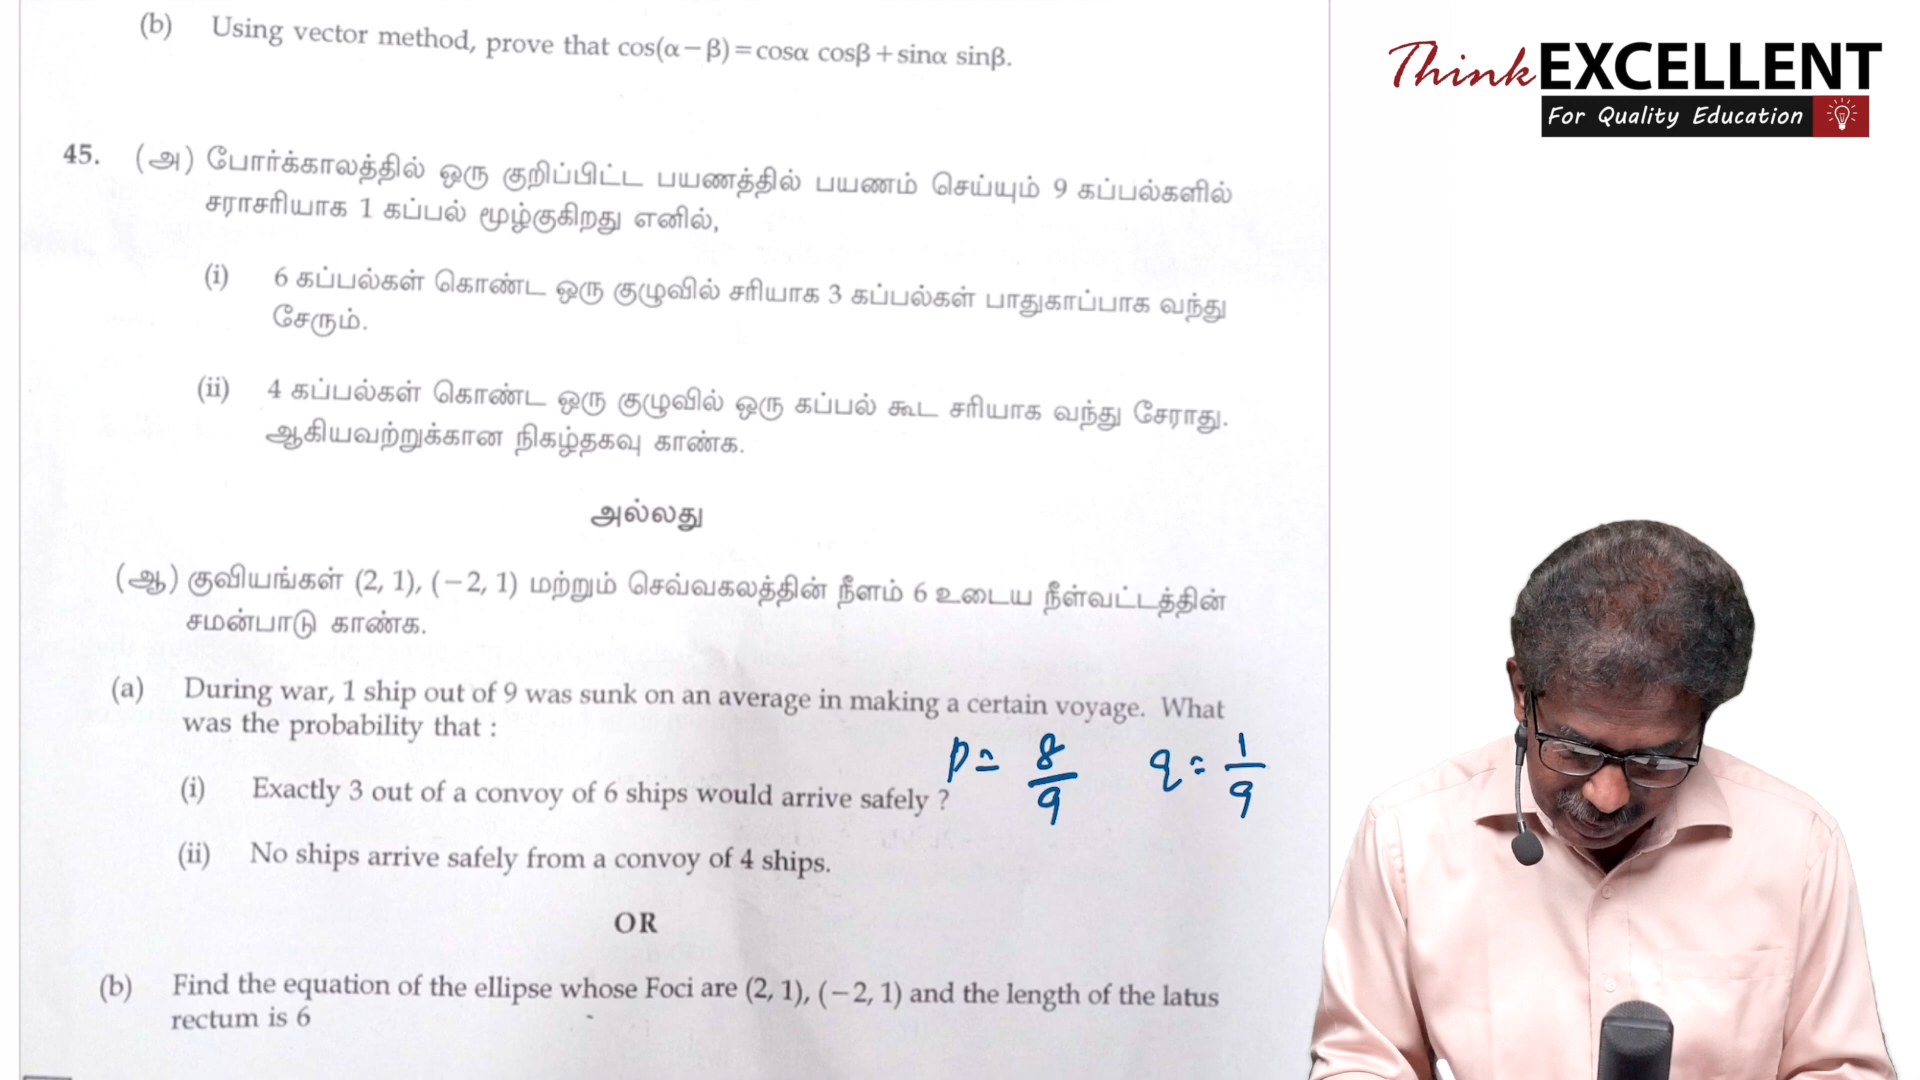 (b) Using vector method, prove that cos(α−β)=cosα cosβ+sinα sinβ.
ThinkEXCELLENT
For Quality Education
45. (அ) போர்க்காலத்தில் ஒரு குறிப்பிட்ட பயணத்தில் பயணம் செய்யும் 9 கப்பல்களில்
சராசரியாக 1 கப்பல் மூழ்குகிறது எனில்,
(i) 6 கப்பல்கள் கொண்ட ஒரு குழுவில் சரியாக 3 கப்பல்கள் பாதுகாப்பாக வந்து
சேரும்.
(ii) 4 கப்பல்கள் கொண்ட ஒரு குழுவில் ஒரு கப்பல் கூட சரியாக வந்து சேராது.
ஆகியவற்றுக்கான நிகழ்தகவு காண்க.
அல்லது
(ஆ) குவியங்கள் (2, 1), (−2, 1) மற்றும் செவ்வகலத்தின் நீளம் 6 உடைய நீள்வட்டத்தின்
சமன்பாடு காண்க.
(a) During war, 1 ship out of 9 was sunk on an average in making a certain voyage. What
was the probability that :
p = 8/9 q = 1/9
(i) Exactly 3 out of a convoy of 6 ships would arrive safely ?
(ii) No ships arrive safely from a convoy of 4 ships.
OR
(b) Find the equation of the ellipse whose Foci are (2, 1), (−2, 1) and the length of the latus
rectum is 6